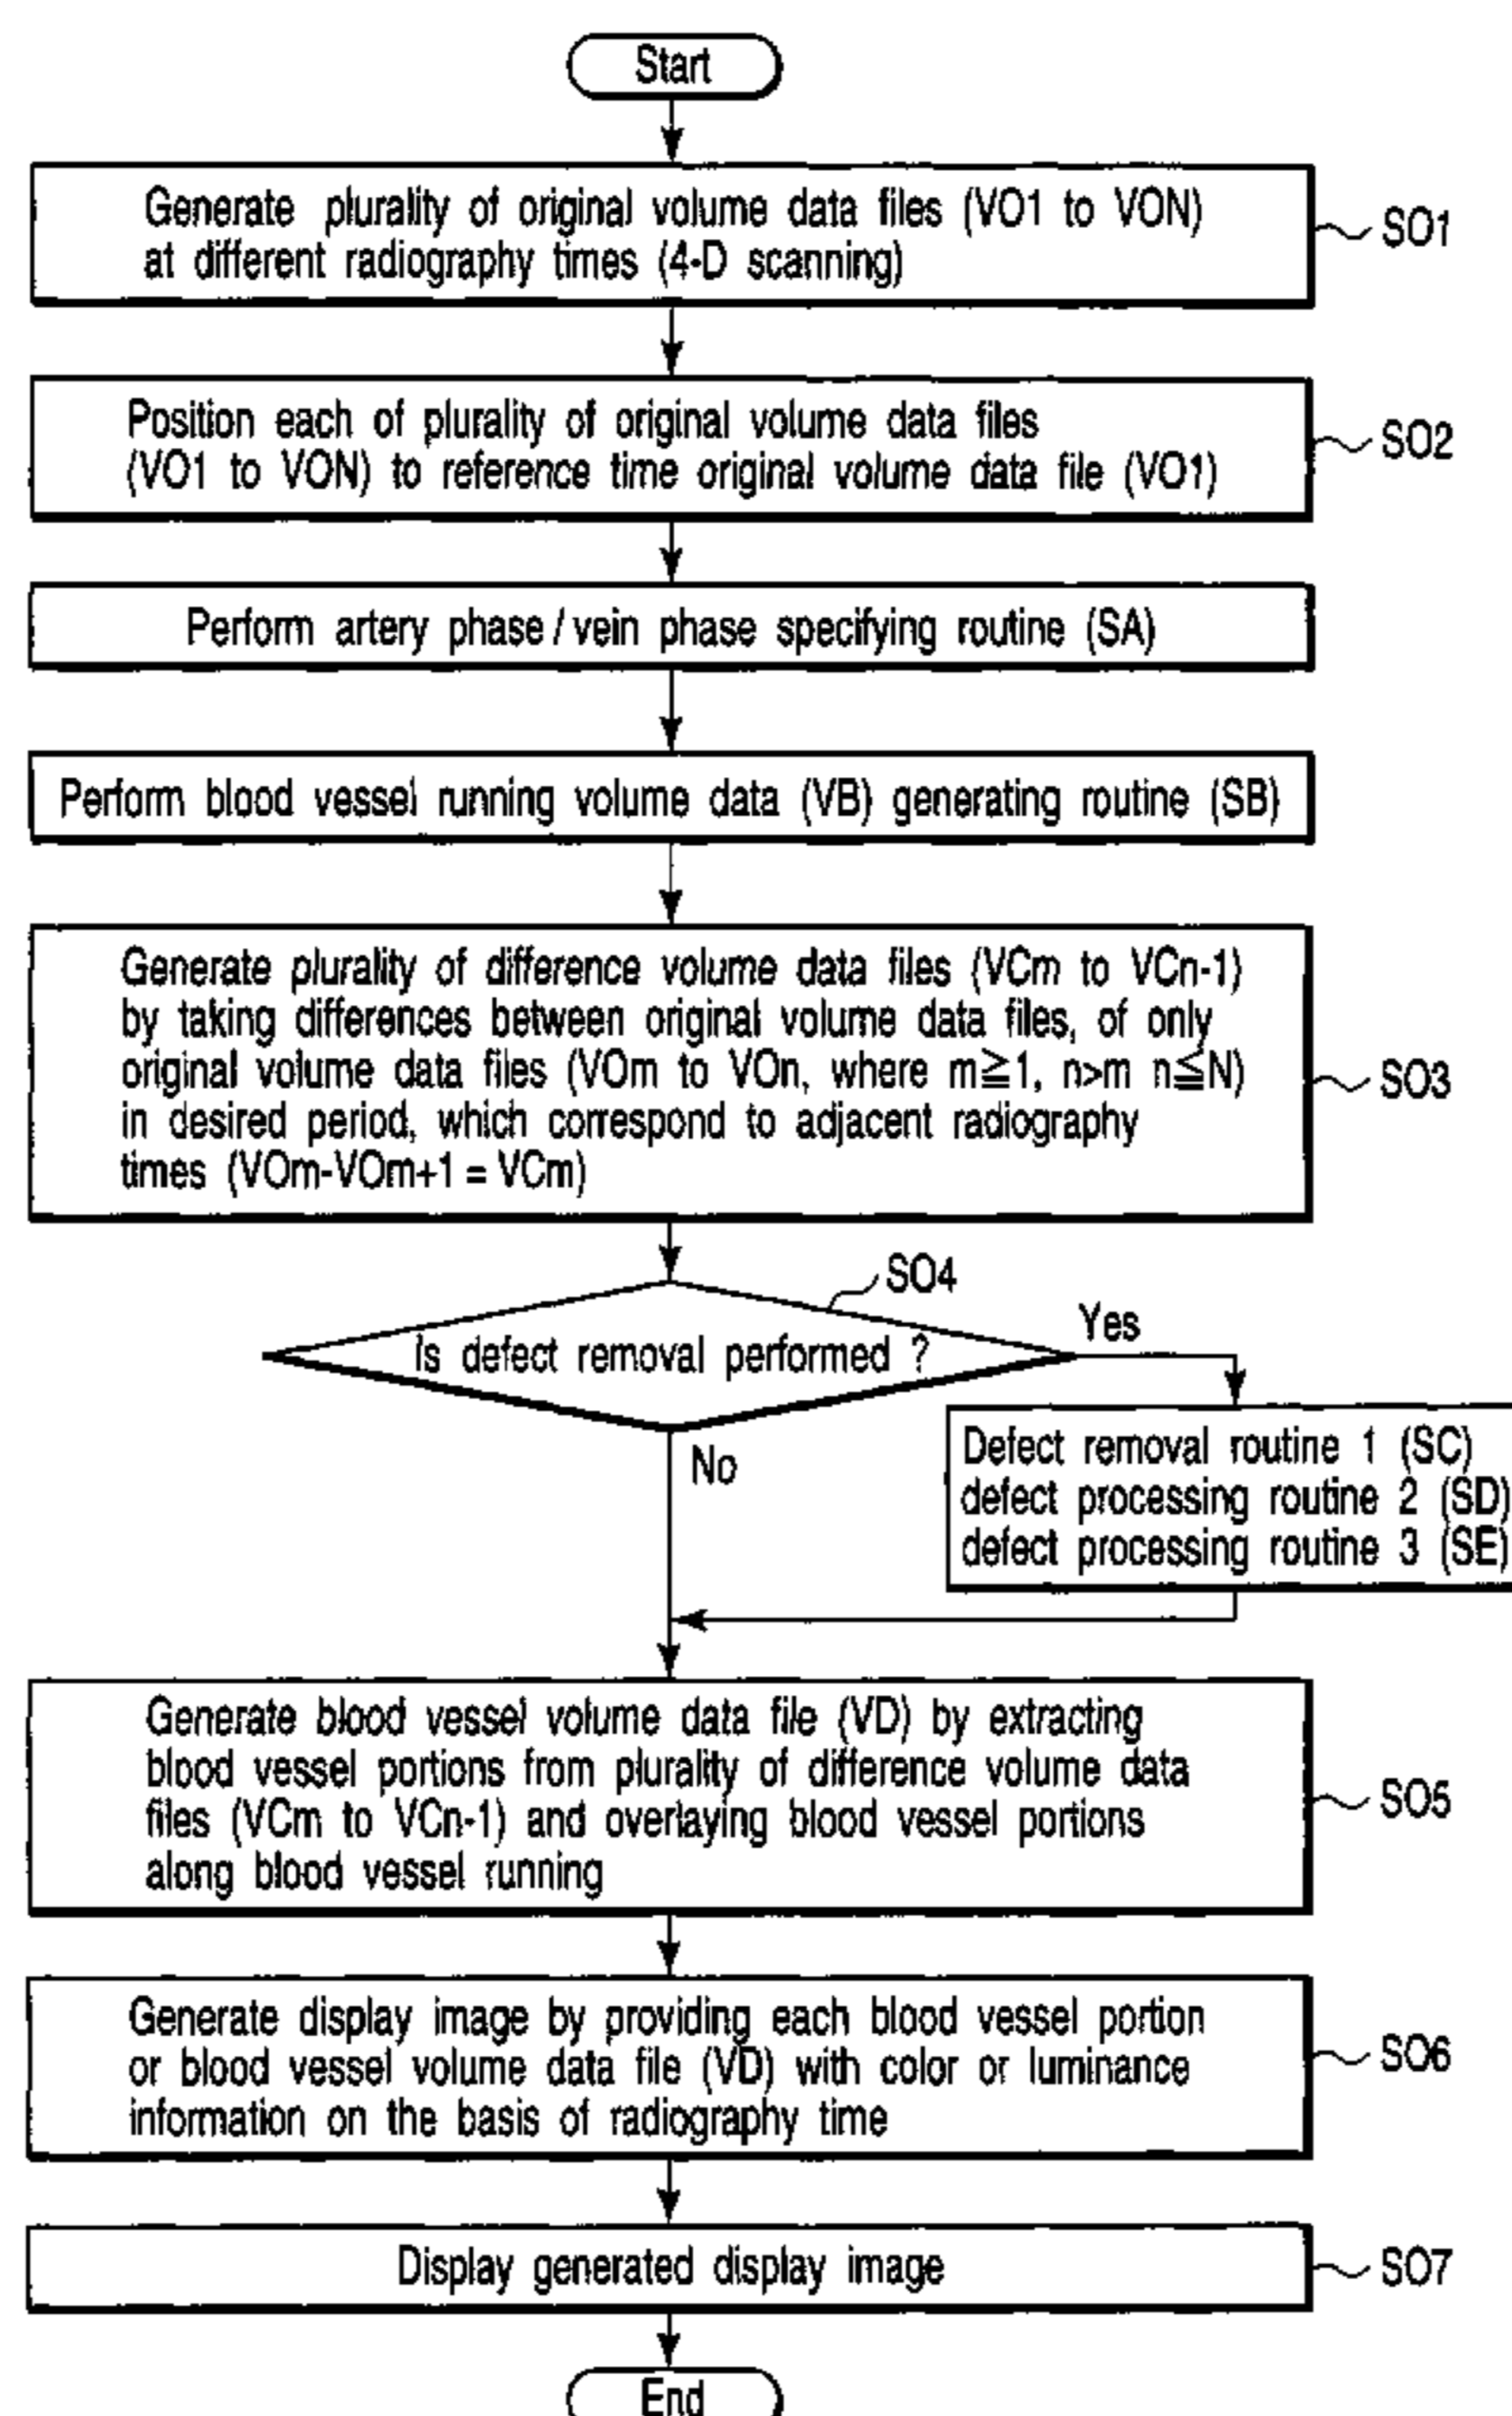 Start
Generate plurality of original volume data files (VO1 to VON)
at different radiography times (4-D scanning)
SO1
Position each of plurality of original volume data files
(VO1 to VON) to reference time original volume data file (VO1)
SO2
Perform artery phase / vein phase specifying routine (SA)
Perform blood vessel running volume data (VB) generating routine (SB)
Generate plurality of difference volume data files (VCm to VCn-1)
by taking differences between original volume data files, of only
original volume data files (VOm to VOn, where m≧1, n>m n≦N)
in desired period, which correspond to adjacent radiography
times (VOm-VOm+1 = VCm)
SO3
SO4
Is defect removal performed ?
Yes
No
Defect removal routine 1 (SC)
defect processing routine 2 (SD)
defect processing routine 3 (SE)
Generate blood vessel volume data file (VD) by extracting
blood vessel portions from plurality of difference volume data
files (VCm to VCn-1) and overlaying blood vessel portions
along blood vessel running
SO5
Generate display image by providing each blood vessel portion
or blood vessel volume data file (VD) with color or luminance
information on the basis of radiography time
SO6
Display generated display image
SO7
End